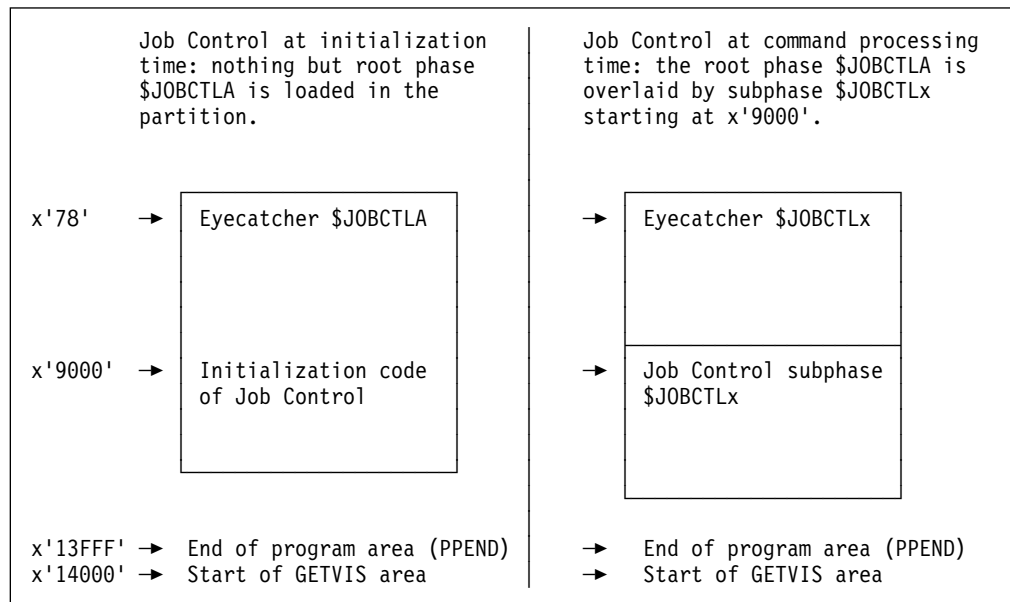 Job Control at initialization
time: nothing but root phase
$JOBCTLA is loaded in the
partition.
Job Control at command processing
time: the root phase $JOBCTLA is
overlaid by subphase $JOBCTLx
starting at x'9000'.
x'78' → Eyecatcher $JOBCTLA
→ Eyecatcher $JOBCTLx
x'9000' → Initialization code
of Job Control
→ Job Control subphase
$JOBCTLx
x'13FFF' → End of program area (PPEND)
x'14000' → Start of GETVIS area
→ End of program area (PPEND)
→ Start of GETVIS area